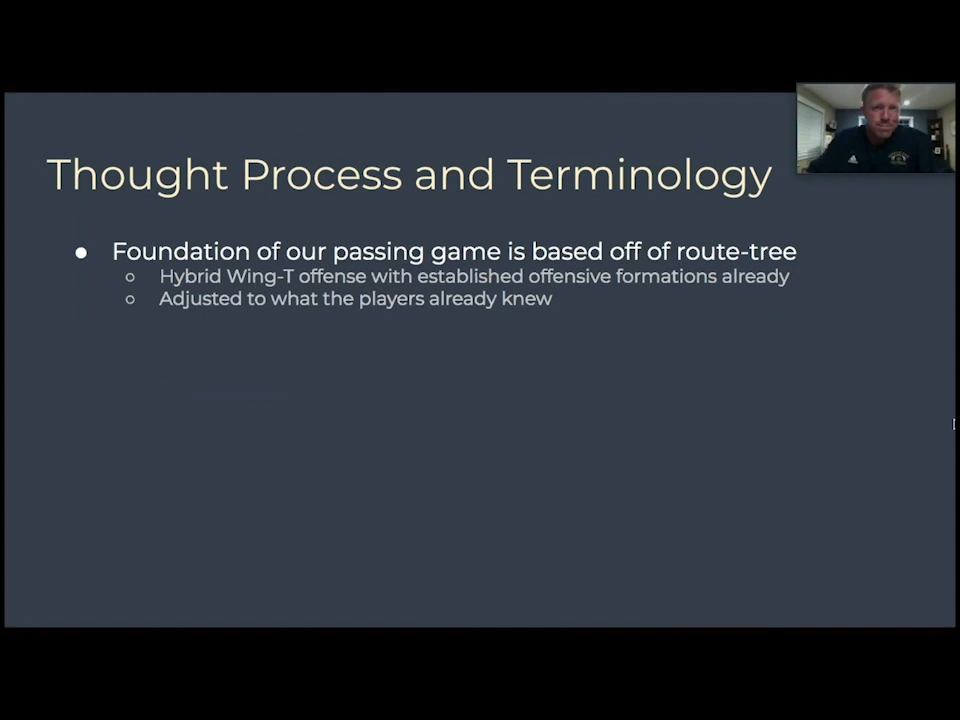 Thought Process and Terminology
● Foundation of our passing game is based off of route-tree
○ Hybrid Wing-T offense with established offensive formations already
○ Adjusted to what the players already knew